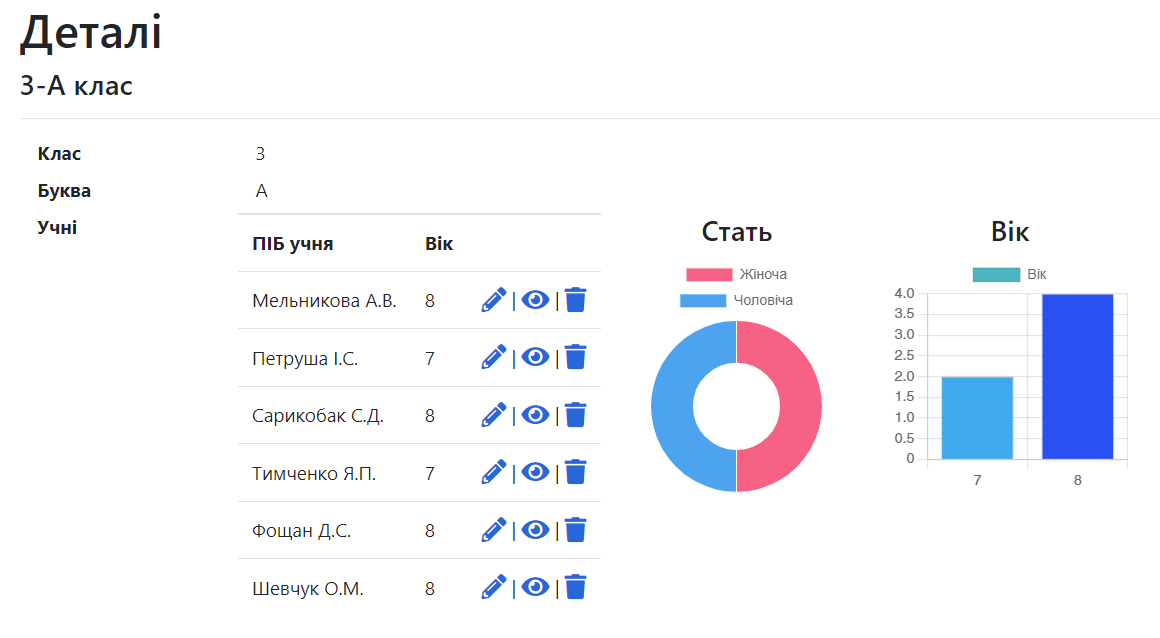 Деталі
3-А клас
Клас 3
Буква А
Учні
ПІБ учня Вік
Мельникова А.В. 8 | |
Петруша І.С. 7 | |
Сарикобак С.Д. 8 | |
Тимченко Я.П. 7 | |
Фощан Д.С. 8 | |
Шевчук О.М. 8 | |
Стать
Жіноча
Чоловіча
Вік
Вік
4.0
3.5
3.0
2.5
2.0
1.5
1.0
0.5
0
7 8